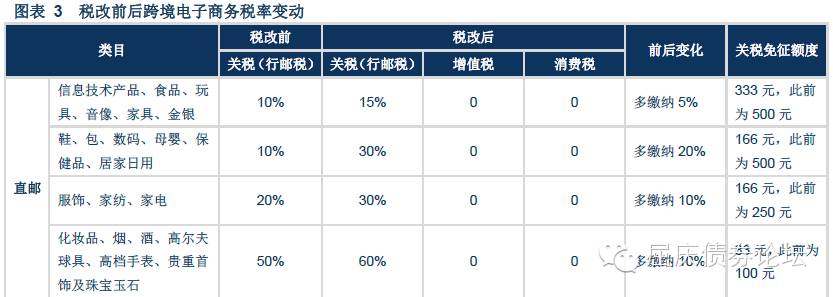 图表 3 税改前后跨境电子商务税率变动
类目 税改前 税改后 前后变化 关税免征额度
关税（行邮税） 关税（行邮税） 增值税 消费税
直邮
信息技术产品、食品、玩
具、音像、家具、金银
10% 15% 0 0 多缴纳 5%
333 元，此前
为 500 元
鞋、包、数码、母婴、保
健品、居家日用
10% 30% 0 0 多缴纳 20%
166 元，此前
为 500 元
服饰、家纺、家电
20% 30% 0 0 多缴纳 10%
166 元，此前
为 250 元
化妆品、烟、酒、高尔夫
球具、高档手表、贵重首
饰及珠宝玉石
50% 60% 0 0 多缴纳 10%
83 元，此前为
100 元
屈庆债券论坛